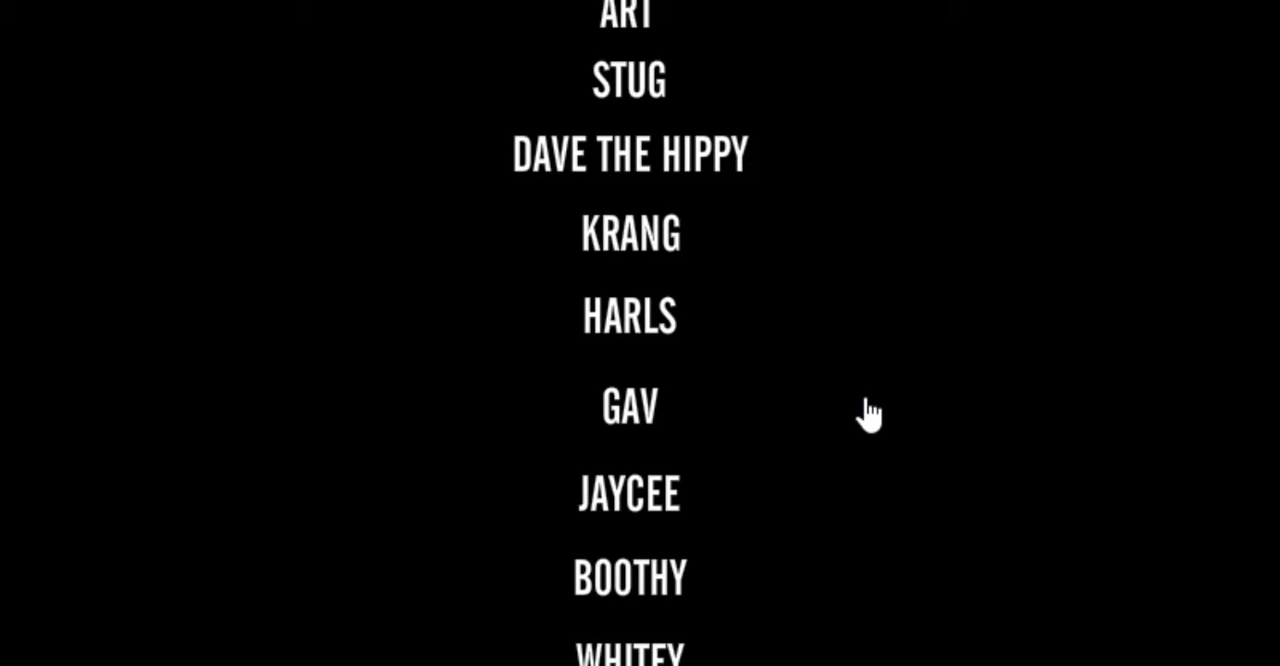 ART
STUG
DAVE THE HIPPY
KRANG
HARLS
GAV
JAYCEE
BOOTHY
WHITEY